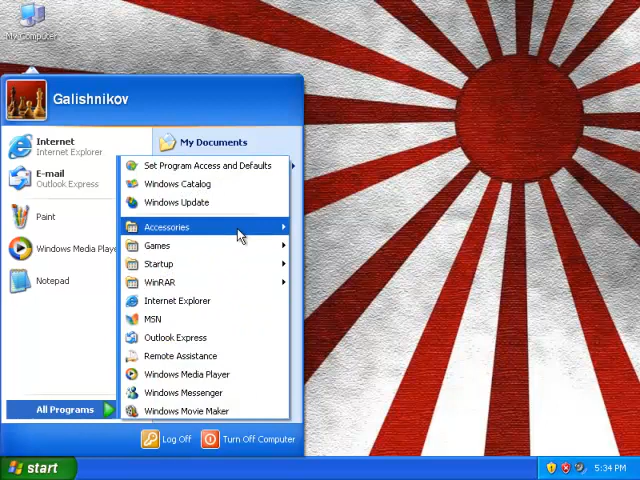 My Computer
Galishnikov
Internet
Internet Explorer
E-mail
Outlook Express
Paint
Windows Media Playe
Notepad
All Programs
My Documents
Set Program Access and Defaults
Windows Catalog
Windows Update
Accessories
Games
Startup
WinRAR
Internet Explorer
MSN
Outlook Express
Remote Assistance
Windows Media Player
Windows Messenger
Windows Movie Maker
Log Off
Turn Off Computer
start
5:34 PM